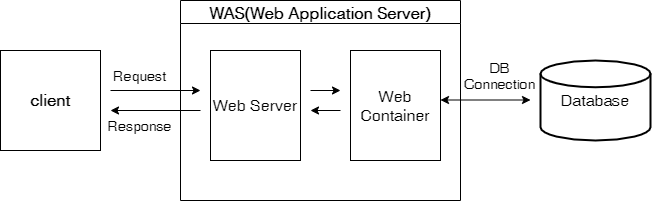 WAS(Web Application Server)
client
Request
Response
Web Server
Web
Container
DB
Connection
Database